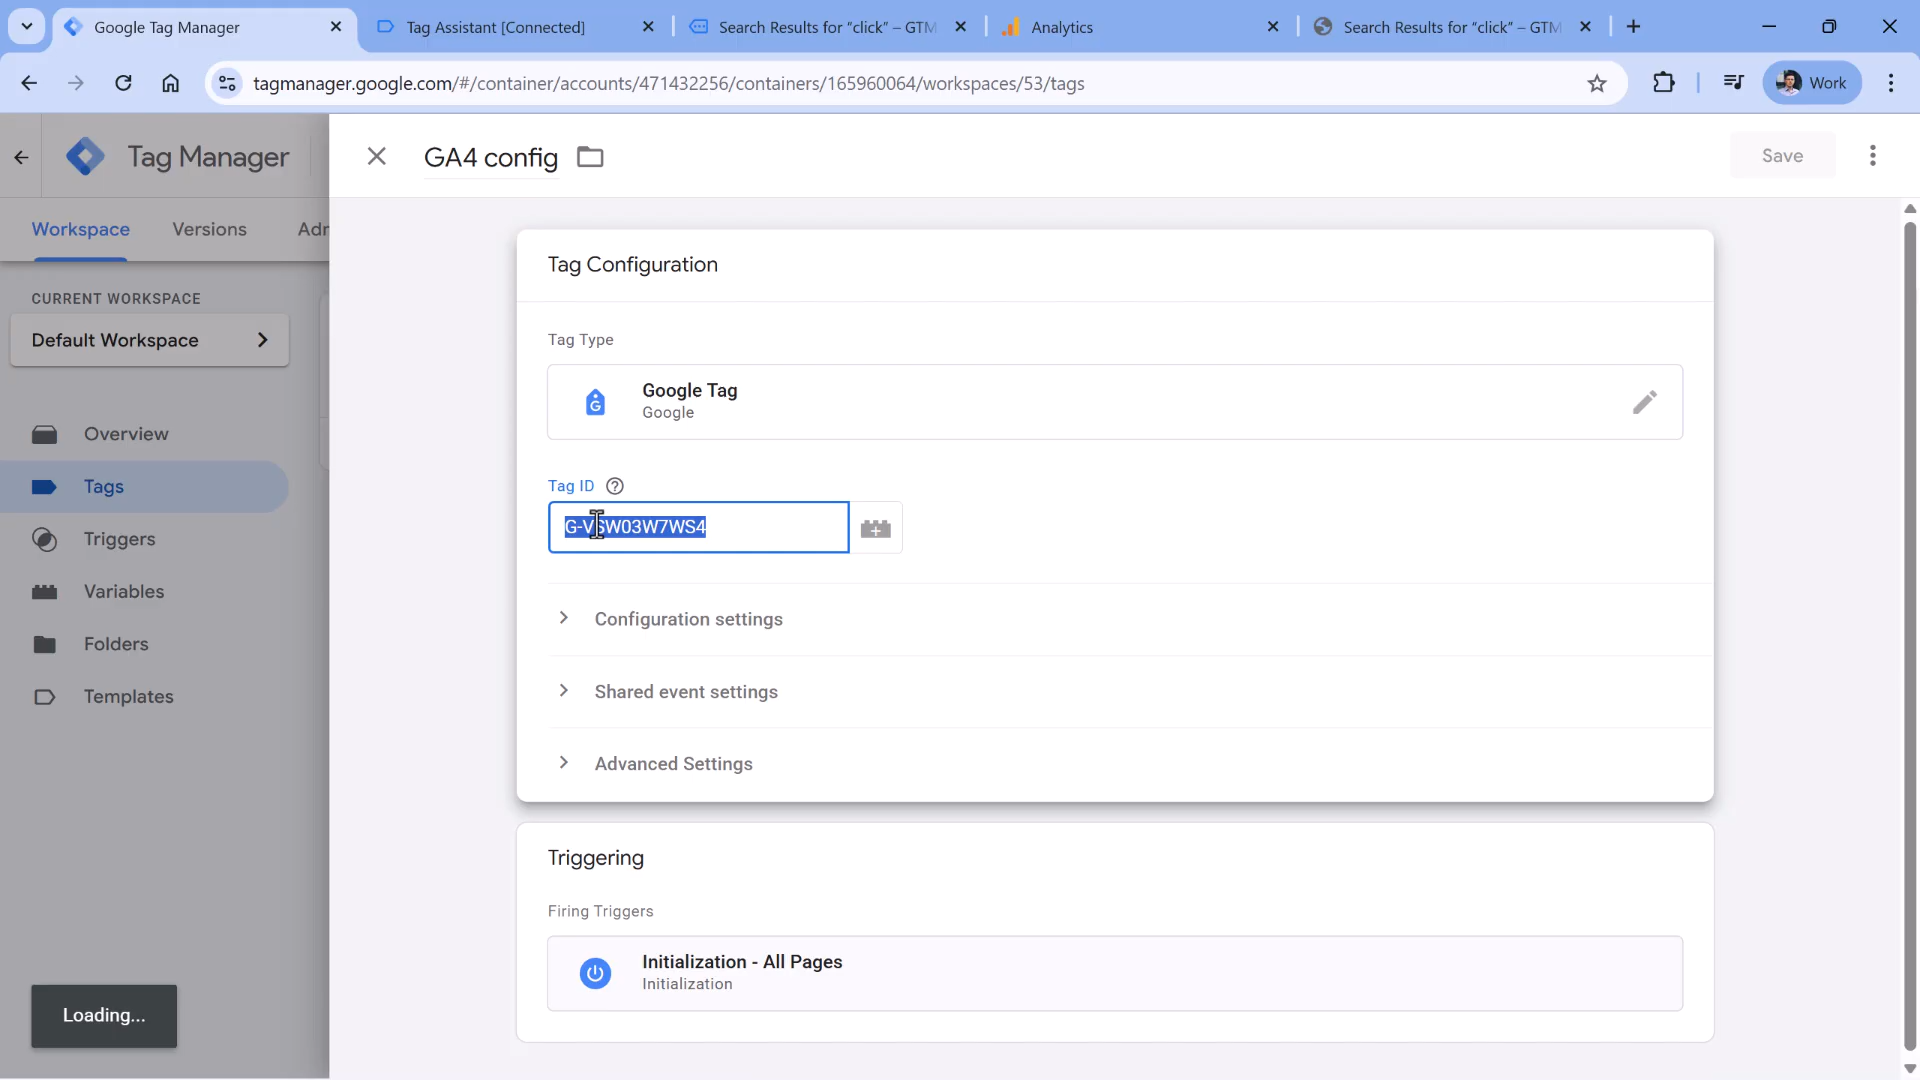 Google Tag Manager
Tag Assistant [Connected]
Search Results for “click” – GTM
Analytics
Search Results for “click” – GTM
tagmanager.google.com/#/container/accounts/471432256/containers/165960064/workspaces/53/tags
Work
Tag Manager
GA4 config
Save
Workspace
Versions
Adr
Tag Configuration
CURRENT WORKSPACE
Default Workspace
Tag Type
Google Tag
Google
Overview
Tags
Triggers
Variables
Folders
Templates
Tag ID
G-VSW03W7WS4
Configuration settings
Shared event settings
Advanced Settings
Triggering
Firing Triggers
Initialization - All Pages
Initialization
Loading...